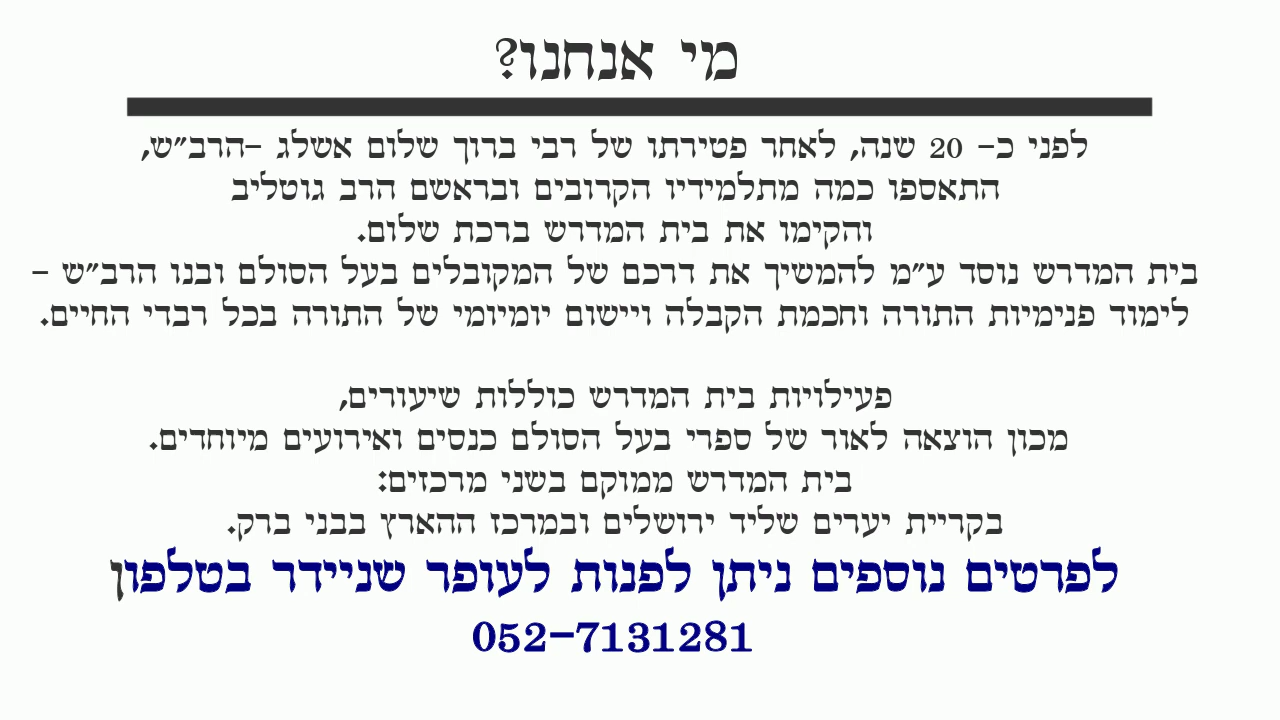 מי אנחנו?
לפני כ- 20 שנה, לאחר פטירתו של רבי ברוך שלום אשלג -הרב״ש,
התאספו כמה מתלמידיו הקרובים ובראשם הרב גוטליב
והקימו את בית המדרש ברכת שלום.
בית המדרש נוסד ע״מ להמשיך את דרכם של המקובלים בעל הסולם ובנו הרב״ש -
לימוד פנימיות התורה וחכמת הקבלה ויישום יומיומי של התורה בכל רבדי החיים.
פעילויות בית המדרש כוללות שיעורים,
מכון הוצאה לאור של ספרי בעל הסולם כנסים ואירועים מיוחדים.
בית המדרש ממוקם בשני מרכזים:
בקריית יערים שליד ירושלים ובמרכז ההארץ בבני ברק.
לפרטים נוספים ניתן לפנות לעופר שניידר בטלפון
052-7131281